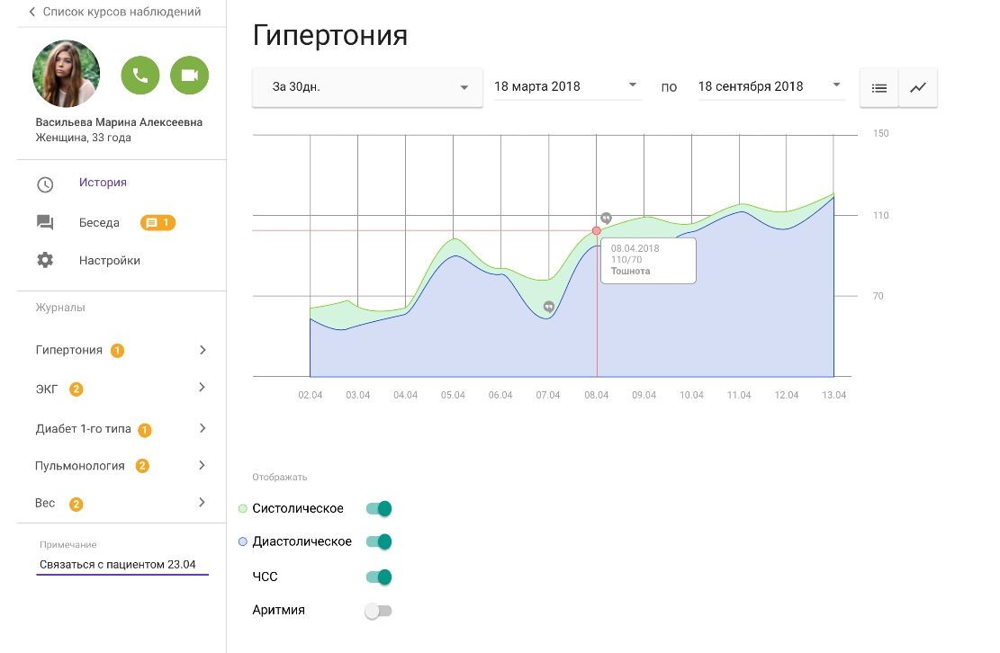 Список курсов наблюдений
Васильева Марина Алексеевна
Женщина, 33 года
История
Беседа
1
Настройки
Журналы
Гипертония 1
ЭКГ 2
Диабет 1-го типа 1
Пульмонология 2
Вес 2
Примечание
Связаться с пациентом 23.04
Гипертония
За 30дн.
18 марта 2018
по
18 сентября 2018
150
110
70
08.04.2018
110/70
Тошнота
02.04 03.04 04.04 05.04 06.04 07.04 08.04 09.04 10.04 11.04 12.04 13.04
Отображать
Систолическое
Диастолическое
ЧСС
Аритмия